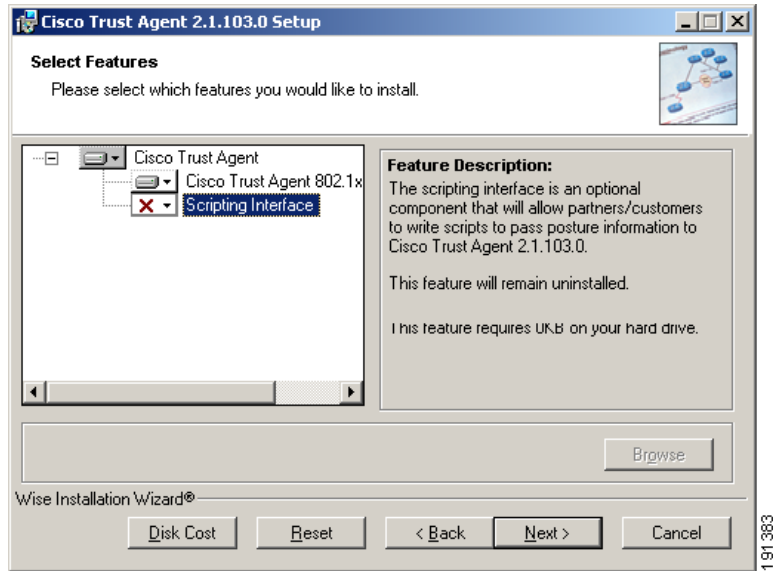 Cisco Trust Agent 2.1.103.0 Setup
Select Features
Please select which features you would like to install.
Cisco Trust Agent
Cisco Trust Agent 802.1x
Scripting Interface
Feature Description:
The scripting interface is an optional
component that will allow partners/customers
to write scripts to pass posture information to
Cisco Trust Agent 2.1.103.0.
This feature will remain uninstalled.
This feature requires 0KB on your hard drive.
Browse
Wise Installation Wizard®
Disk Cost
Reset
< Back
Next >
Cancel
191383